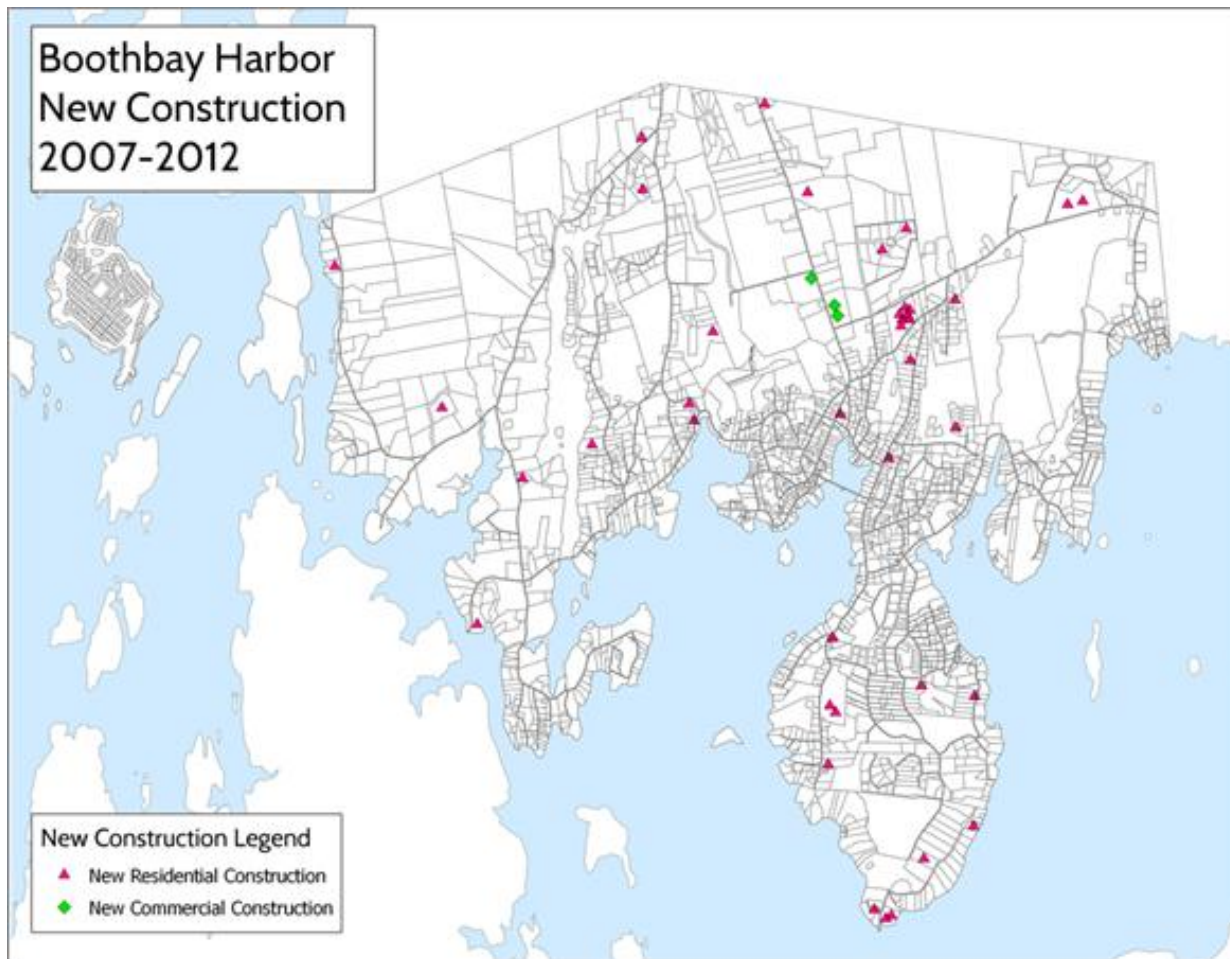 Boothbay Harbor
New Construction
2007-2012
New Construction Legend
New Residential Construction
New Commercial Construction